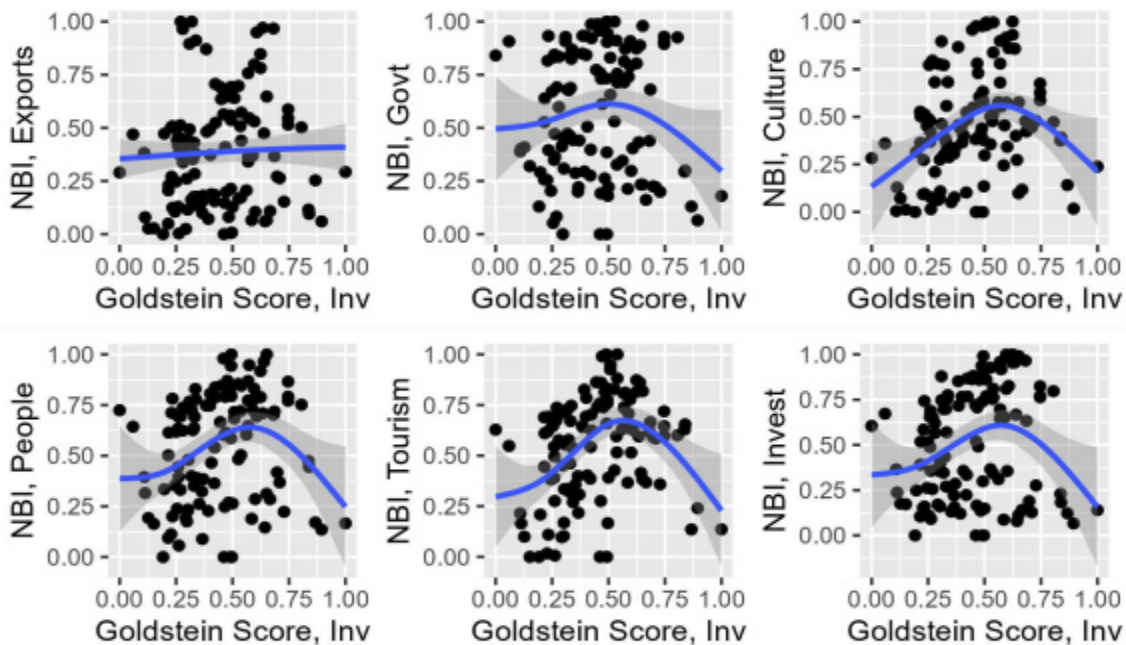 NBI, Exports
1.00
0.75
0.50
0.25
0.00
0.00 0.25 0.50 0.75 1.00
Goldstein Score, Inv
NBI, Govt
1.00
0.75
0.50
0.25
0.00
0.00 0.25 0.50 0.75 1.00
Goldstein Score, Inv
NBI, Culture
1.00
0.75
0.50
0.25
0.00
0.00 0.25 0.50 0.75 1.00
Goldstein Score, Inv
NBI, People
1.00
0.75
0.50
0.25
0.00
0.00 0.25 0.50 0.75 1.00
Goldstein Score, Inv
NBI, Tourism
1.00
0.75
0.50
0.25
0.00
0.00 0.25 0.50 0.75 1.00
Goldstein Score, Inv
NBI, Invest
1.00
0.75
0.50
0.25
0.00
0.00 0.25 0.50 0.75 1.00
Goldstein Score, Inv